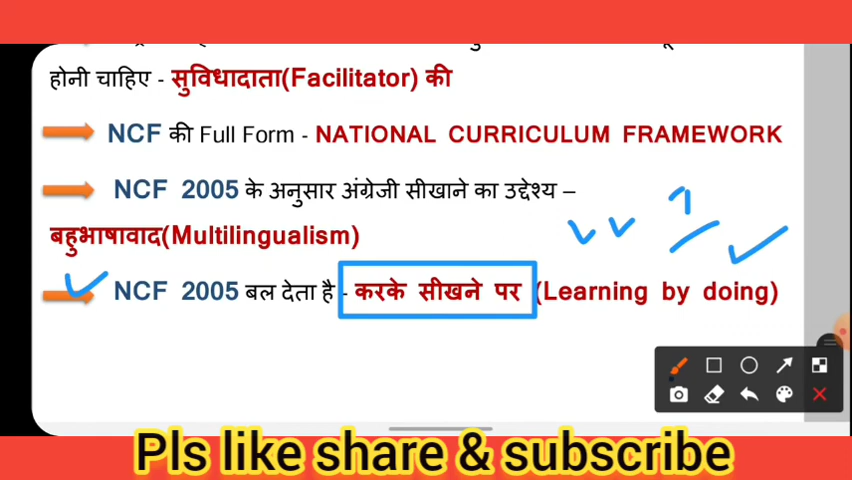 होनी चाहिए - सुविधादाता(Facilitator) की
NCF की Full Form - NATIONAL CURRICULUM FRAMEWORK
NCF 2005 के अनुसार अंग्रेजी सीखाने का उद्देश्य –
बहुभाषावाद(Multilingualism)
NCF 2005 बल देता है - करके सीखने पर (Learning by doing)
Pls like share & subscribe